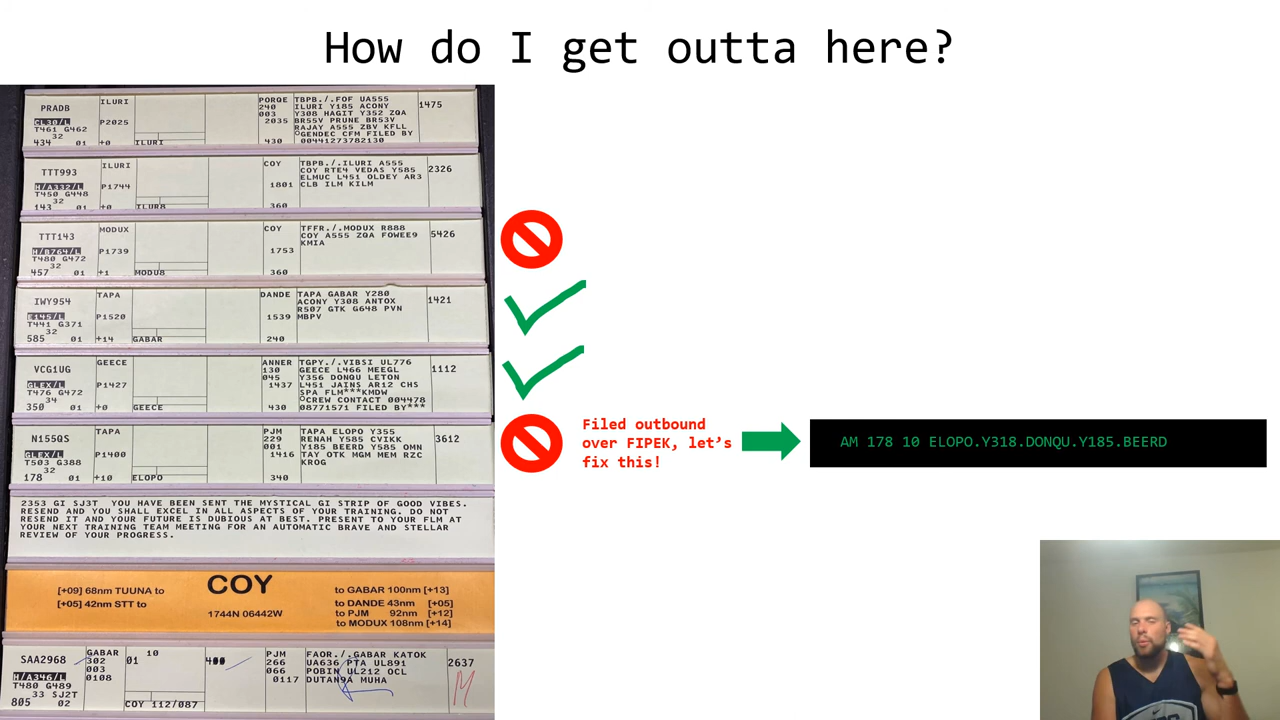 How do I get outta here?
PRADB
CL30/L
T461 G462
32
434 01
ILURI
P2025
+0
ILURI
PORQE
240
003
2035
430
TBPB./.FOF UA555
ILURI Y185 ACONY
Y308 HAGIT Y352 ZQA
BR55V PRUNE BR53V
RAJAY A555 ZBV KFLL
°GENDEC CFM FILED BY
00441273782130
1475
TTT993
H/A332/L
T450 G448
32
143 01
ILURI
P1744
+0
ILUR8
COY
1801
360
TBPB./.ILURI A555
COY RTE4 VEDAS Y585
ELMUC L451 OLDEY AR3
CLB ILM KILM
2326
TTT143
H/B764/L
T480 G472
32
457 01
MODUX
P1739
+1
MODU8
COY
1753
360
TFFR./.MODUX R888
COY A555 ZQA FOWEE9
KMIA
5426
IWY954
E145/L
T441 G371
32
585 01
TAPA
P1520
+14
GABAR
DANDE
1539
240
TAPA GABAR Y280
ACONY Y308 ANTOX
R507 GTK G648 PVN
MBPV
1421
VCG1UG
GLEX/L
T476 G472
34
350 01
GEECE
P1427
+0
GEECE
ANNER
130
045
1437
430
TGPY./.VIBSI UL776
GEECE L466 MEEGL
Y356 DONQU LETON
L451 JAINS AR12 CHS
SPA FLM***KMDW
°CREW CONTACT 004478
08771571 FILED BY***
1112
N155QS
GLEX/L
T503 G388
32
178 01
TAPA
P1400
+10
ELOPO
PJM
229
001
1416
340
TAPA ELOPO Y355
RENAH Y585 CVIKK
Y185 BEERD Y585 OMN
TAY OTK MGM MEM RZC
KROG
3612
Filed outbound
over FIPEK, let's
fix this!
AM 178 10 ELOPO.Y318.DONQU.Y185.BEERD
2353 GI SJ3T YOU HAVE BEEN SENT THE MYSTICAL GI STRIP OF GOOD VIBES.
RESEND AND YOU SHALL EXCEL IN ALL ASPECTS OF YOUR TRAINING. DO NOT
RESEND IT AND YOUR FUTURE IS DUBIOUS AT BEST. PRESENT TO YOUR FLM AT
YOUR NEXT TRAINING TEAM MEETING FOR AN AUTOMATIC BRAVE AND STELLAR
REVIEW OF YOUR PROGRESS.
[+09] 68nm TUUNA to
[+05] 42nm STT to
COY
1744N 06442W
to GABAR 100nm [+13]
to DANDE 43nm [+05]
to PJM 92nm [+12]
to MODUX 108nm [+14]
SAA2968
H/A346/L
T480 G489
33 SJ2T
805 02
GABAR
302
003
0108
10
01
COY 112/087
400
PJM
266
066
0117
FAOR./.GABAR KATOK
UA636 PTA UL891
POBIN UL212 OCL
DUTAN9A MUHA
2637
M